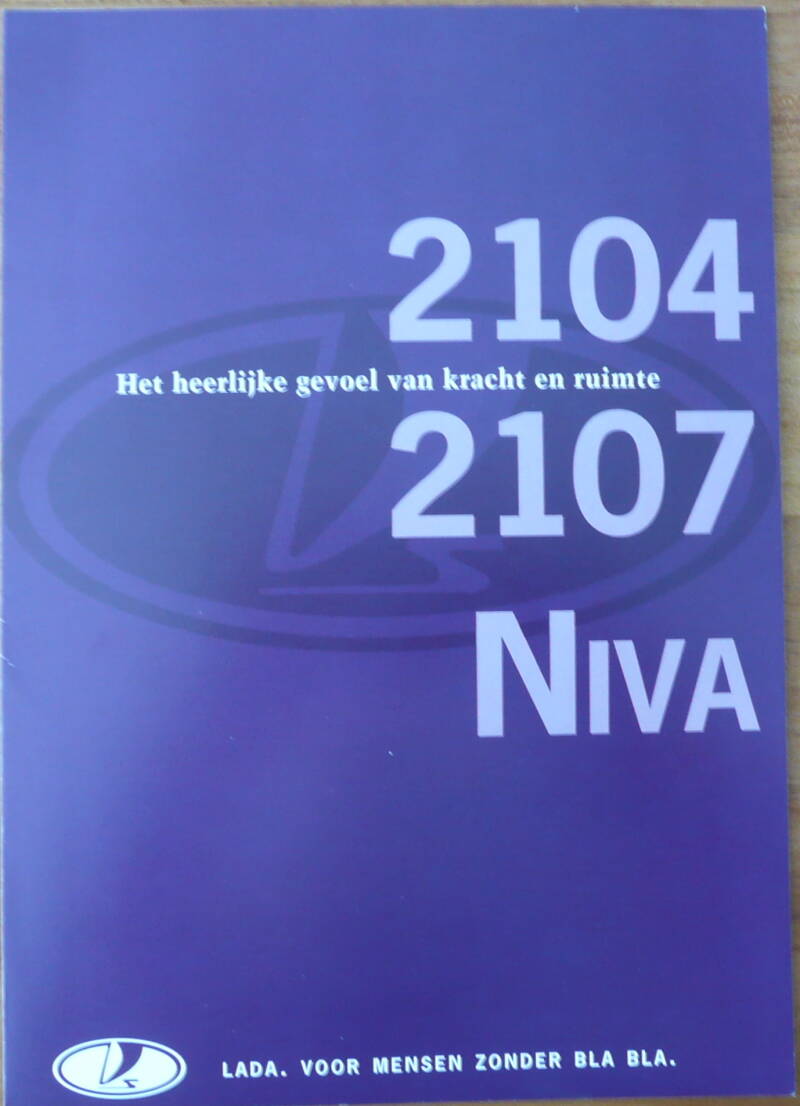 2104
Het heerlijke gevoel van kracht en ruimte
2107
NIVA
LADA. VOOR MENSEN ZONDER BLA BLA.